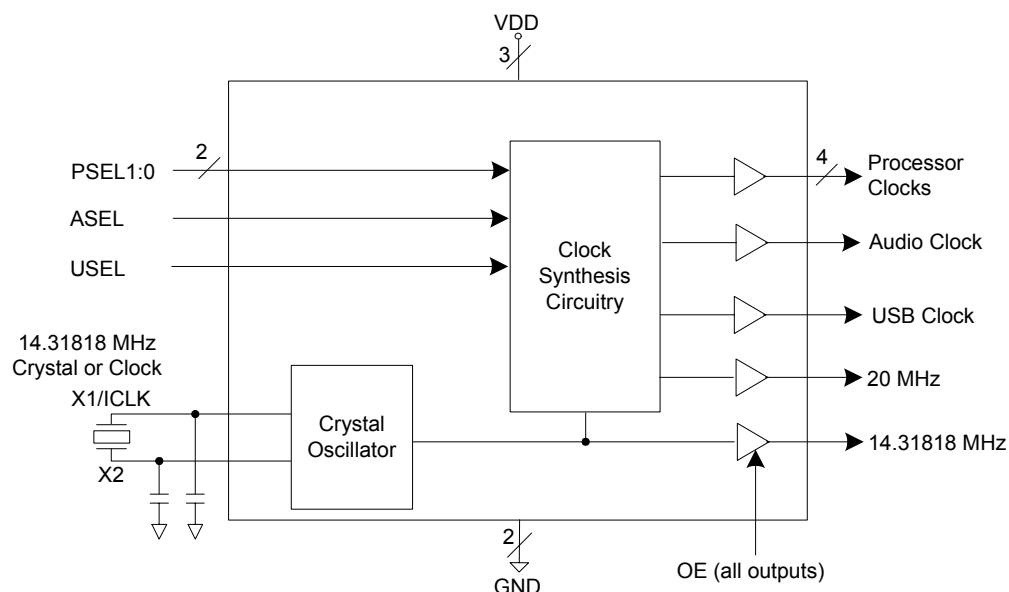 VDD
3
PSEL1:0
2
ASEL
USEL
Clock
Synthesis
Circuitry
4
Processor
Clocks
Audio Clock
USB Clock
20 MHz
14.31818 MHz
14.31818 MHz
Crystal or Clock
X1/ICLK
X2
Crystal
Oscillator
2
GND
OE (all outputs)